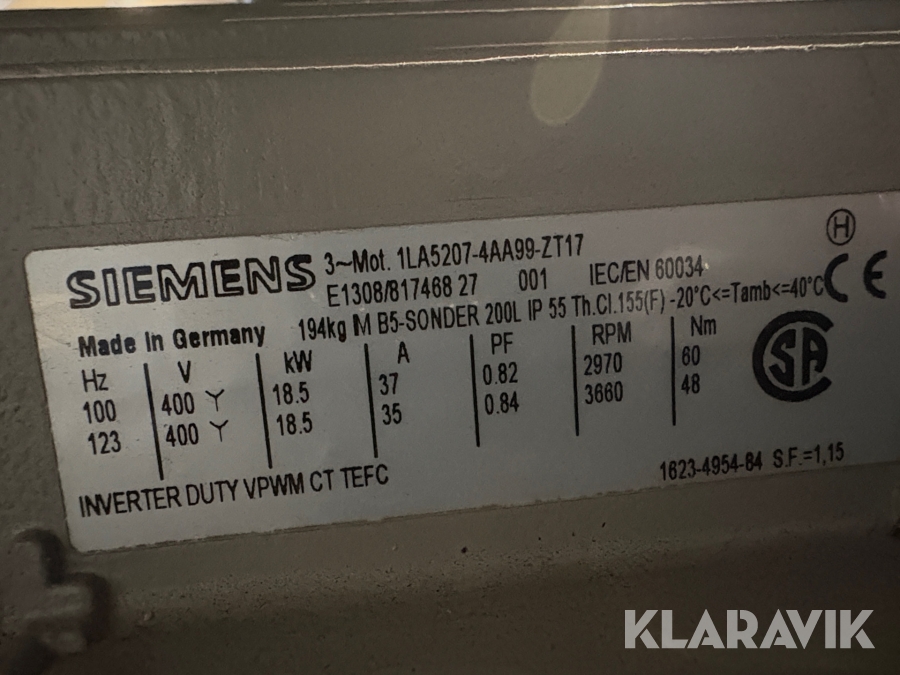 SIEMENS 3~Mot. 1LA5207-4AA99-ZT17
E1308/817468 27 001 IEC/EN 60034
Made in Germany 194kg IM B5-SONDER 200L IP 55 Th.Cl.155(F) -20°C<=Tamb<=40°C
H
CE
SA
Hz V kW A PF RPM Nm
100 400 Y 18.5 37 0.82 2970 60
123 400 Y 18.5 35 0.84 3660 48
INVERTER DUTY VPWM CT TEFC
1623-4954-84 S.F.=1,15
KLARAVIK